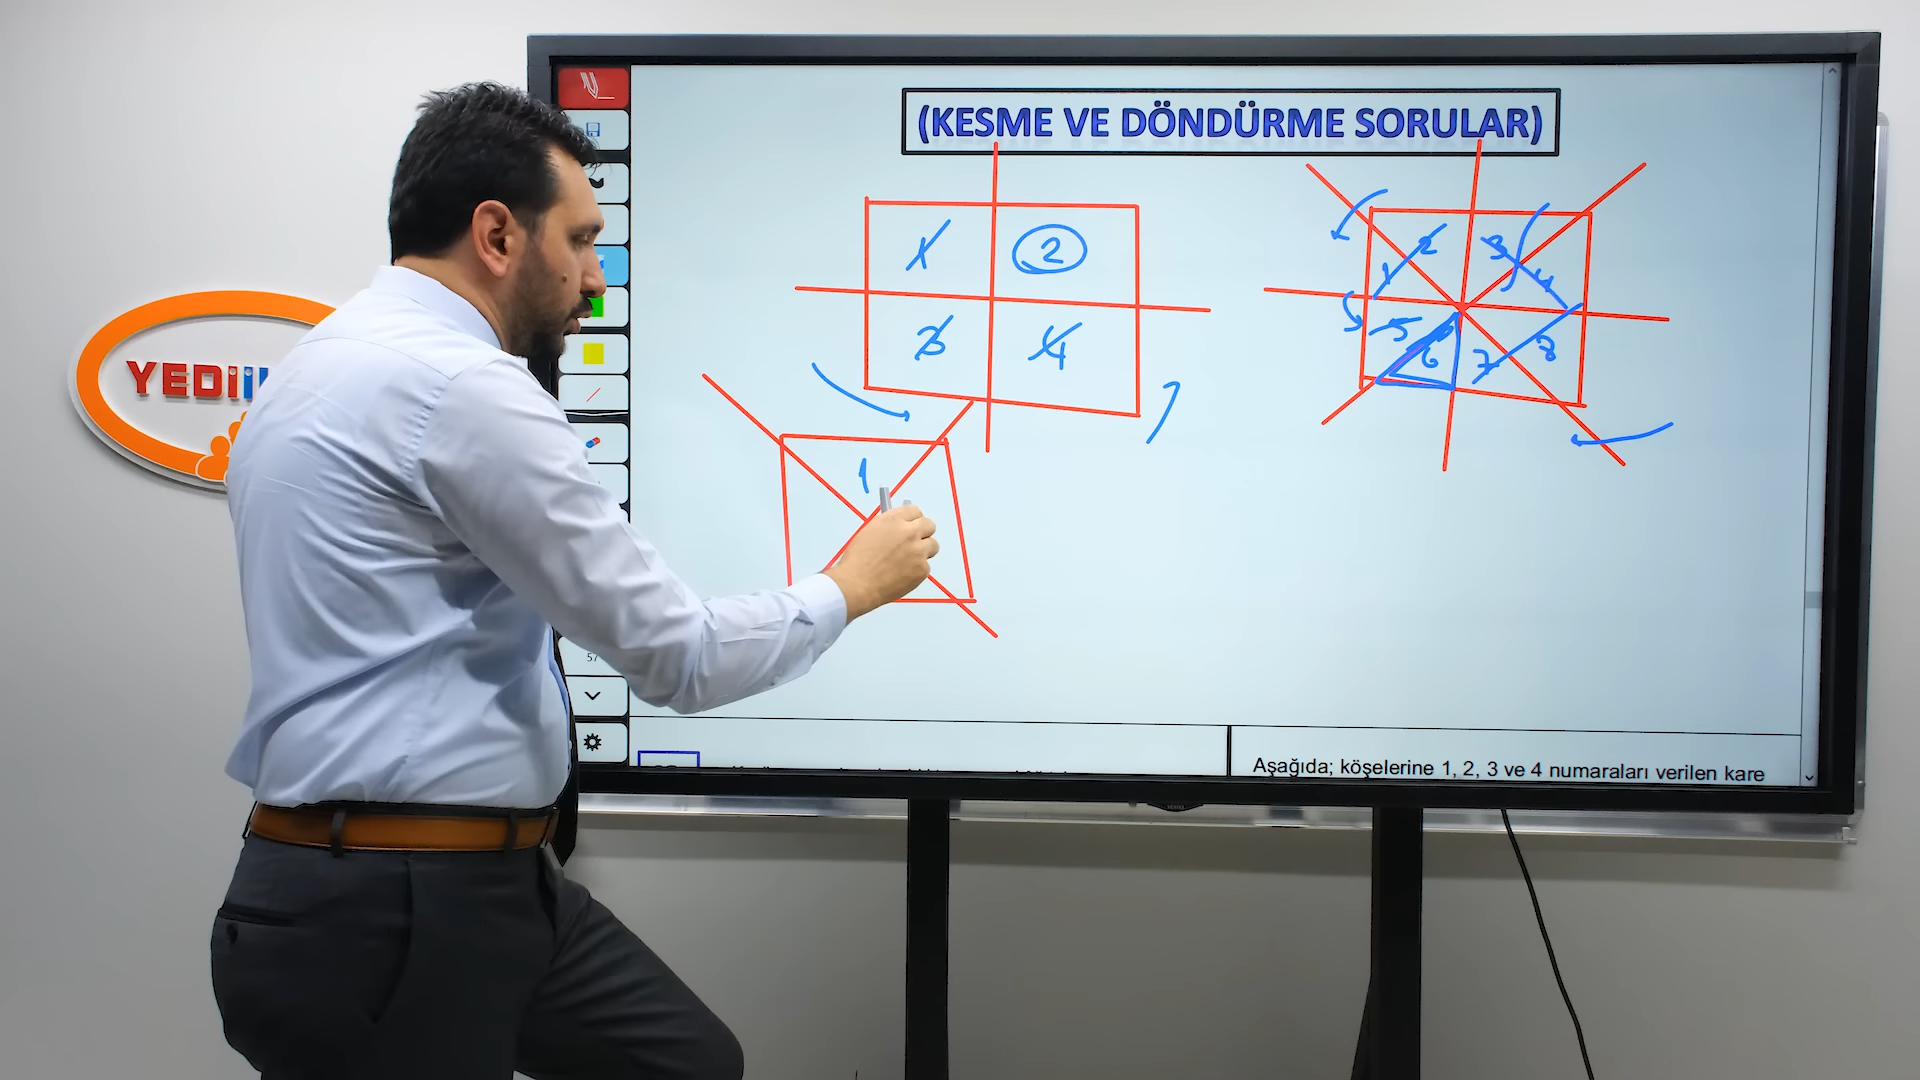 (KESME VE DÖNDÜRME SORULAR)
1 2
3 4
2 3
1 4
5 6 7 8
1
YEDİ
57
Aşağıda; köşelerine 1, 2, 3 ve 4 numaraları verilen kare